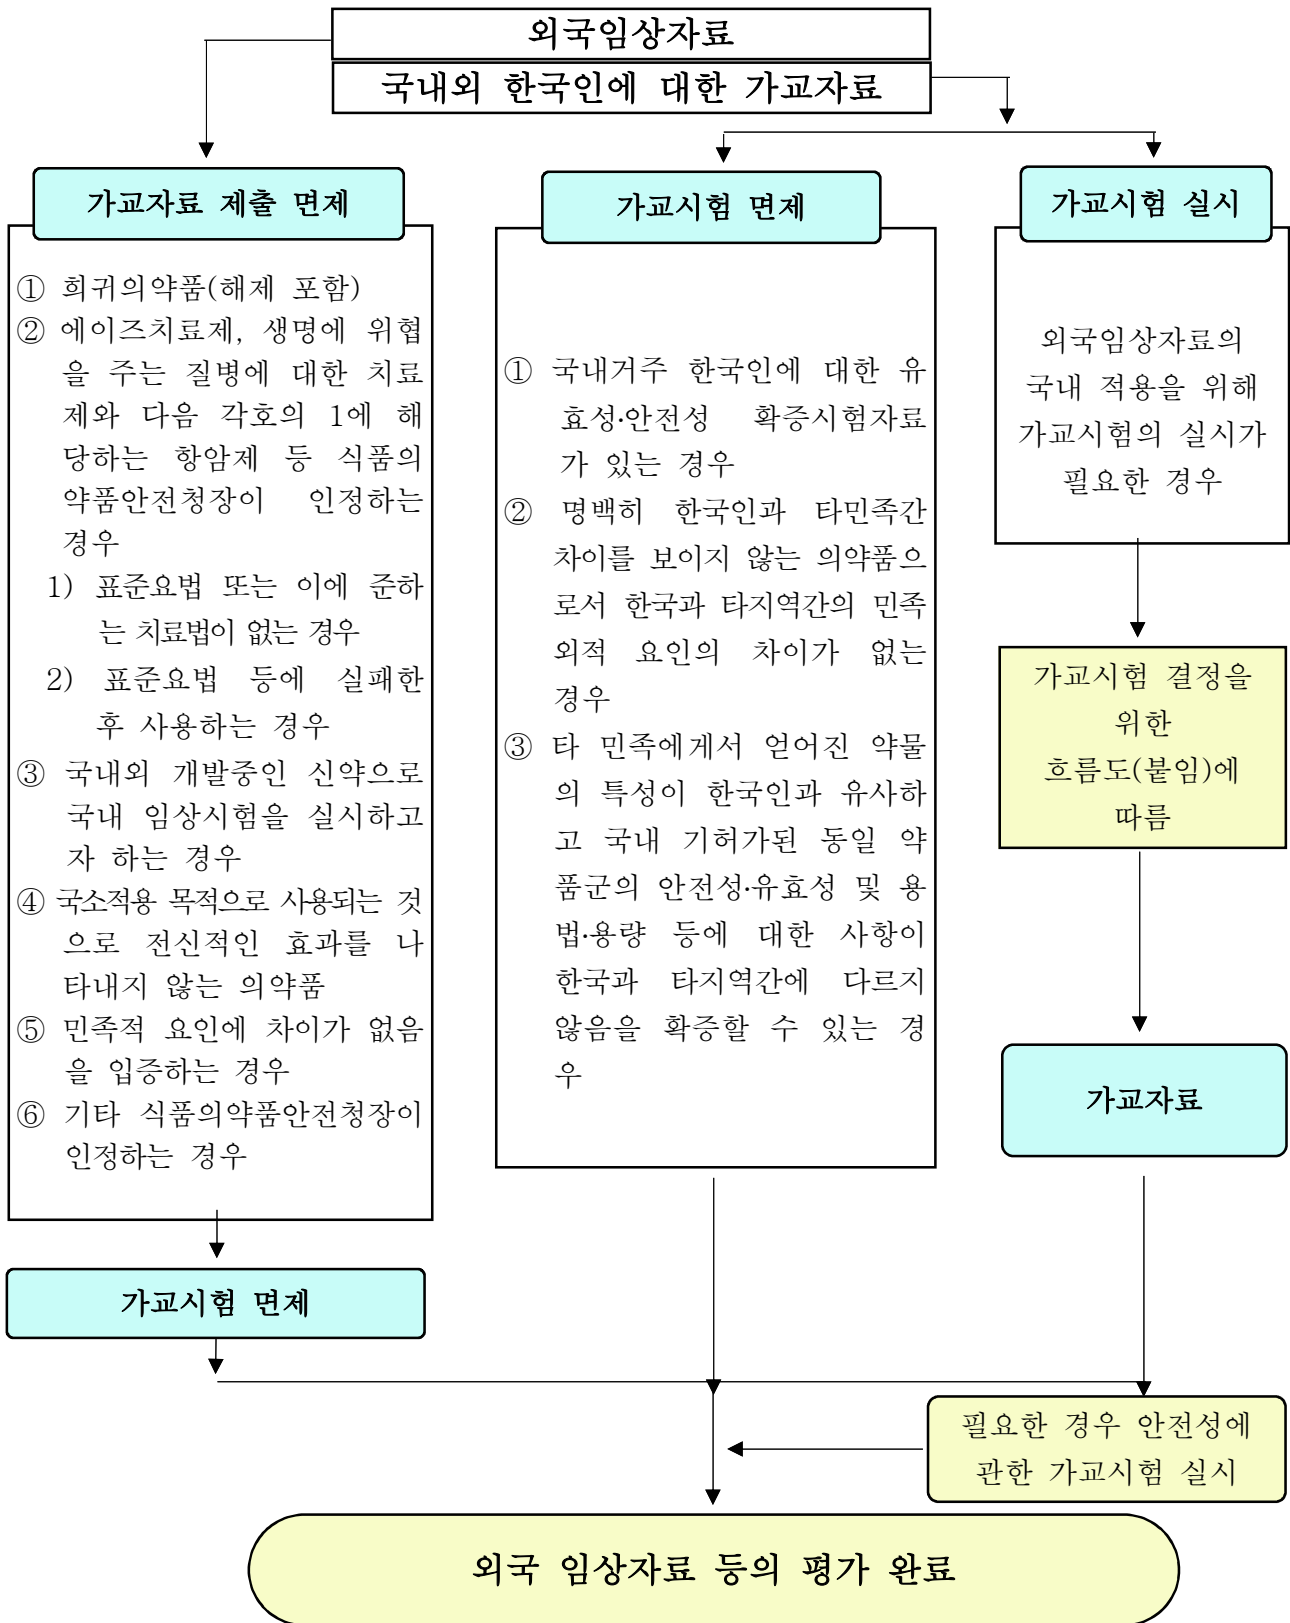 외국임상자료
국내외 한국인에 대한 가교자료
가교자료 제출 면제
① 희귀의약품(해제 포함)
② 에이즈치료제, 생명에 위협
을 주는 질병에 대한 치료
제와 다음 각호의 1에 해
당하는 항암제 등 식품의
약품안전청장이 인정하는
경우
1) 표준요법 또는 이에 준하
는 치료법이 없는 경우
2) 표준요법 등에 실패한
후 사용하는 경우
③ 국내외 개발중인 신약으로
국내 임상시험을 실시하고
자 하는 경우
④ 국소적용 목적으로 사용되는 것
으로 전신적인 효과를 나
타내지 않는 의약품
⑤ 민족적 요인에 차이가 없음
을 입증하는 경우
⑥ 기타 식품의약품안전청장이
인정하는 경우
가교시험 면제
가교시험 면제
① 국내거주 한국인에 대한 유
효성·안전성 확증시험자료
가 있는 경우
② 명백히 한국인과 타민족간
차이를 보이지 않는 의약품으
로서 한국과 타지역간의 민족
외적 요인의 차이가 없는
경우
③ 타 민족에게서 얻어진 약물
의 특성이 한국인과 유사하
고 국내 기허가된 동일 약
품군의 안전성·유효성 및 용
법·용량 등에 대한 사항이
한국과 타지역간에 다르지
않음을 확증할 수 있는 경
우
가교시험 실시
외국임상자료의
국내 적용을 위해
가교시험의 실시가
필요한 경우
가교시험 결정을
위한
흐름도(붙임)에
따름
가교자료
필요한 경우 안전성에
관한 가교시험 실시
외국 임상자료 등의 평가 완료